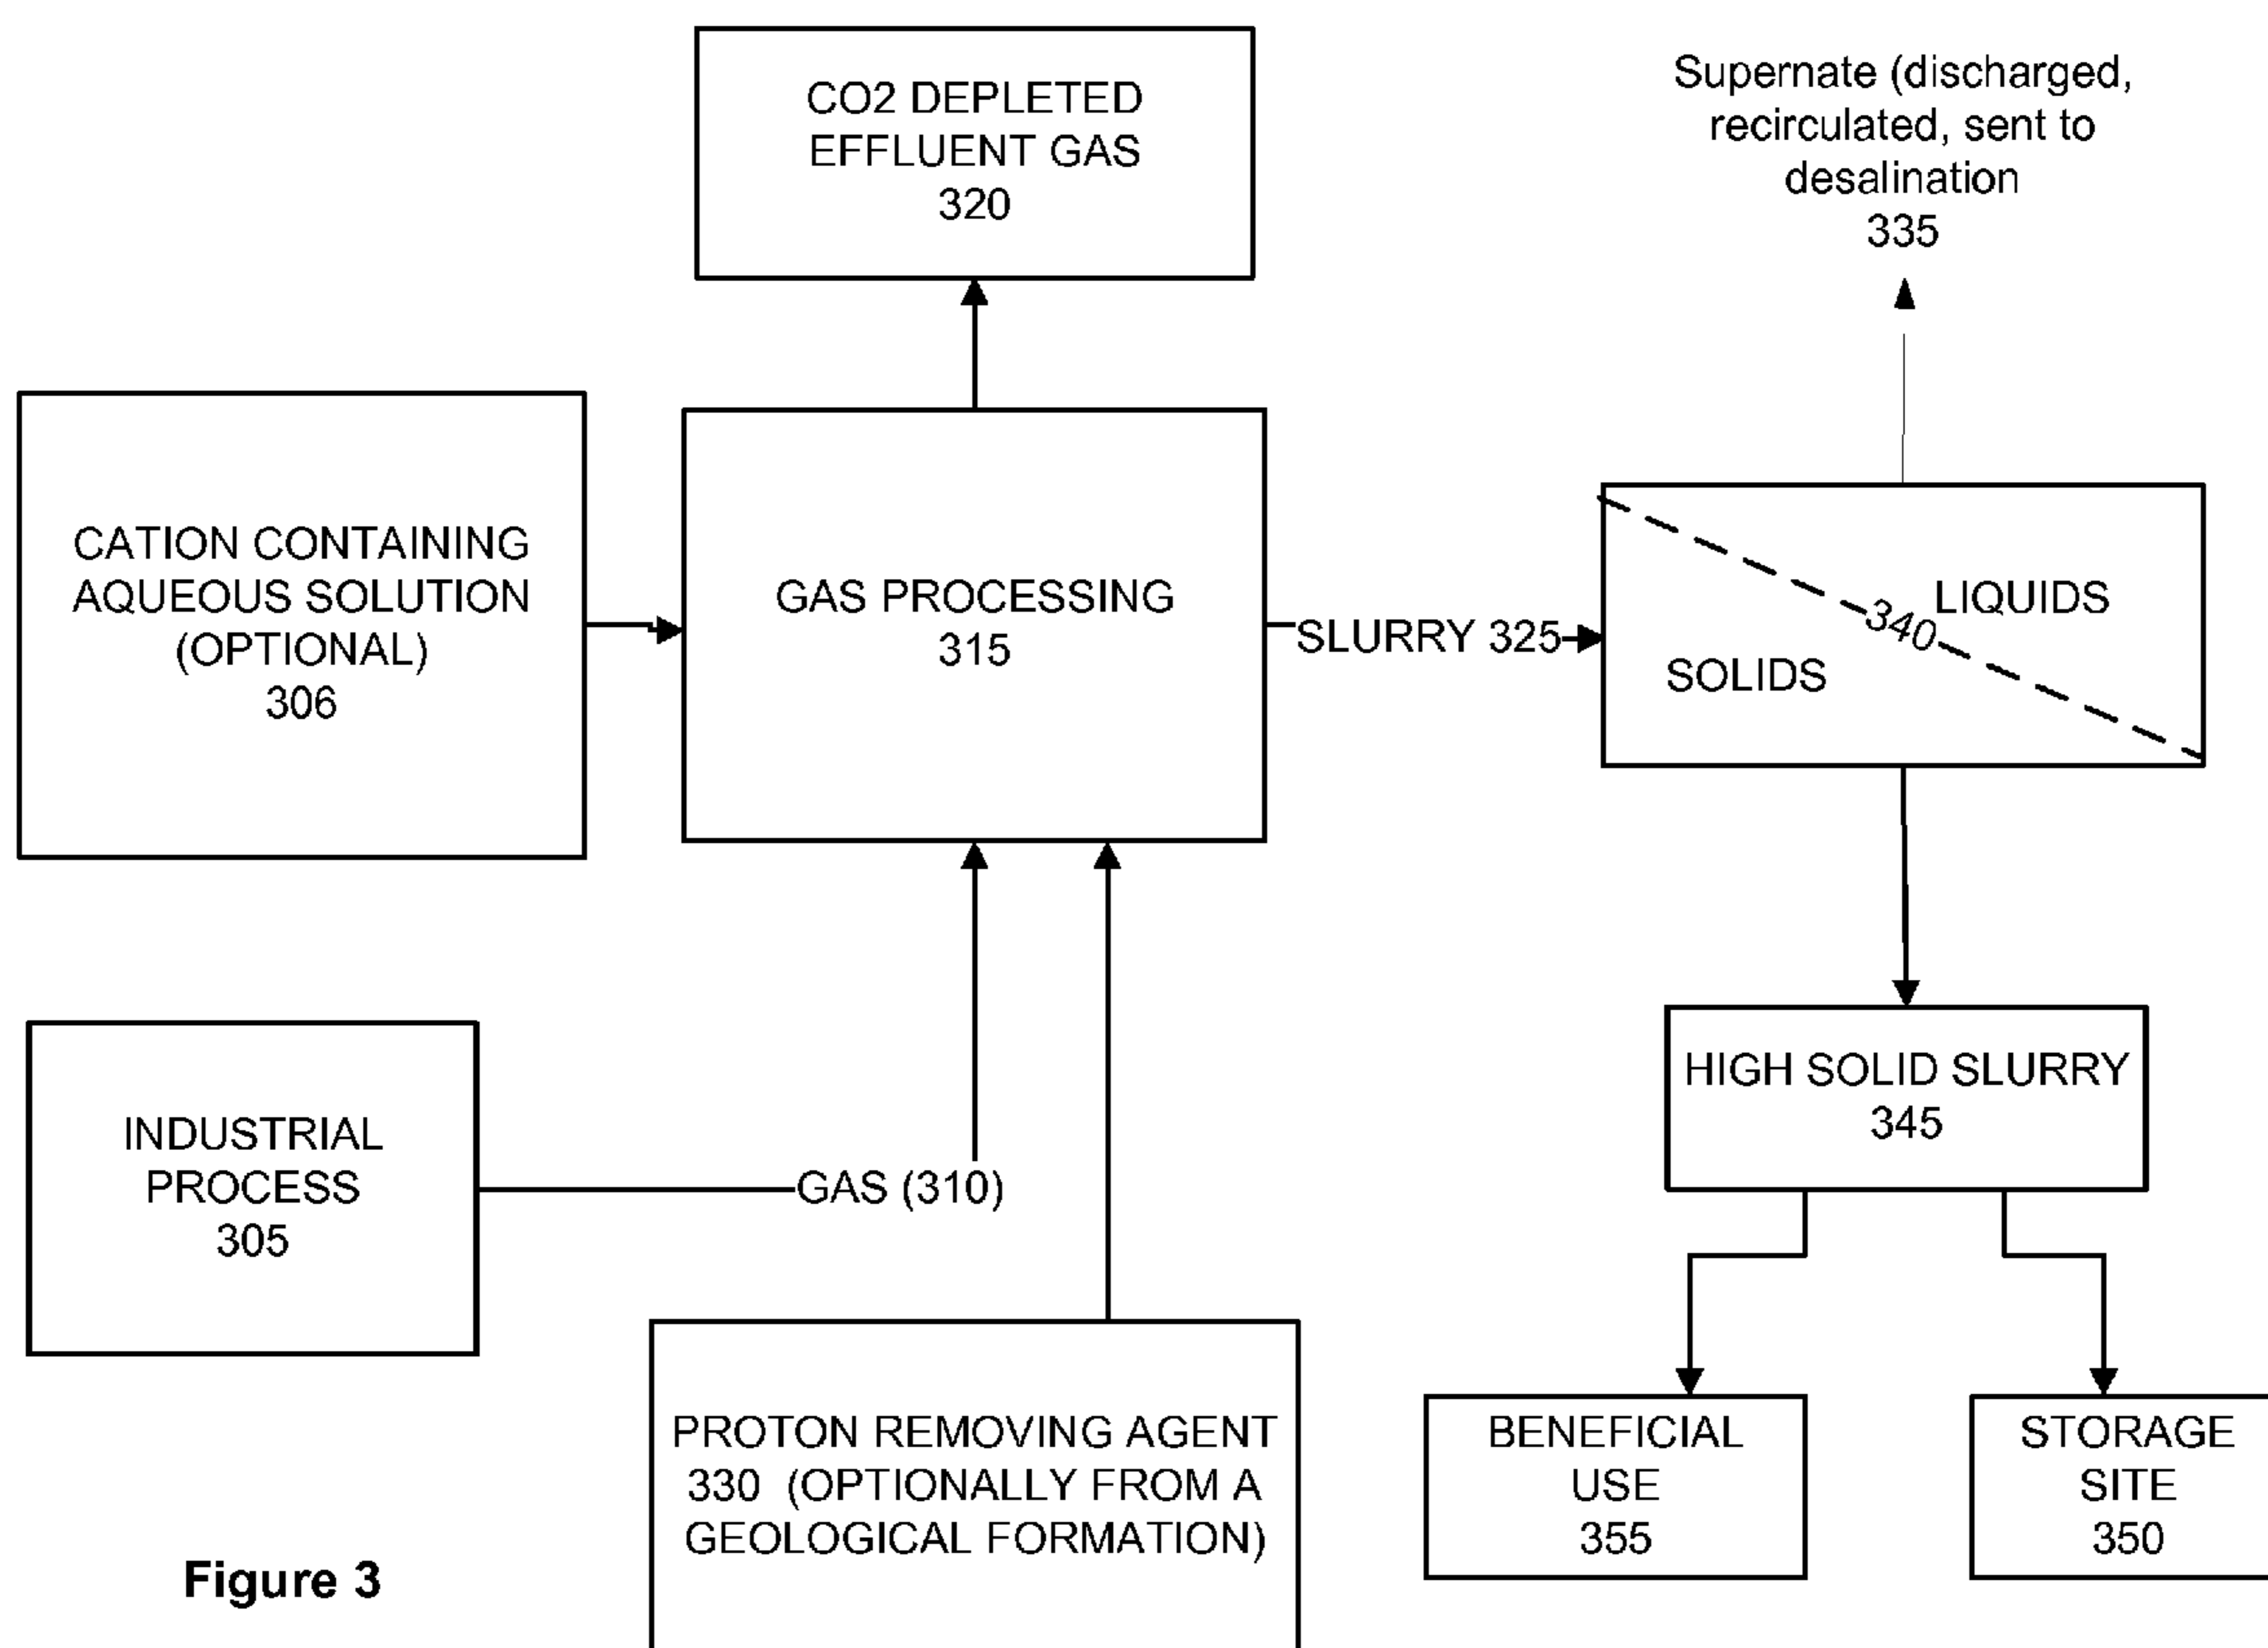 CO2 DEPLETED
EFFLUENT GAS
320
Supernate (discharged,
recirculated, sent to
desalination
335
CATION CONTAINING
AQUEOUS SOLUTION
(OPTIONAL)
306
GAS PROCESSING
315
SLURRY 325
LIQUIDS
340
SOLIDS
HIGH SOLID SLURRY
345
INDUSTRIAL
PROCESS
305
GAS (310)
PROTON REMOVING AGENT
330 (OPTIONALLY FROM A
GEOLOGICAL FORMATION)
BENEFICIAL
USE
355
STORAGE
SITE
350
Figure 3